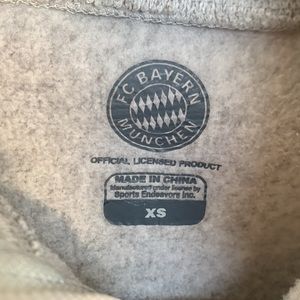 FC BAYERN
MÜNCHEN
OFFICIAL LICENSED PRODUCT
MADE IN CHINA
Manufactured under license by
Sports Endeavors Inc.
XS